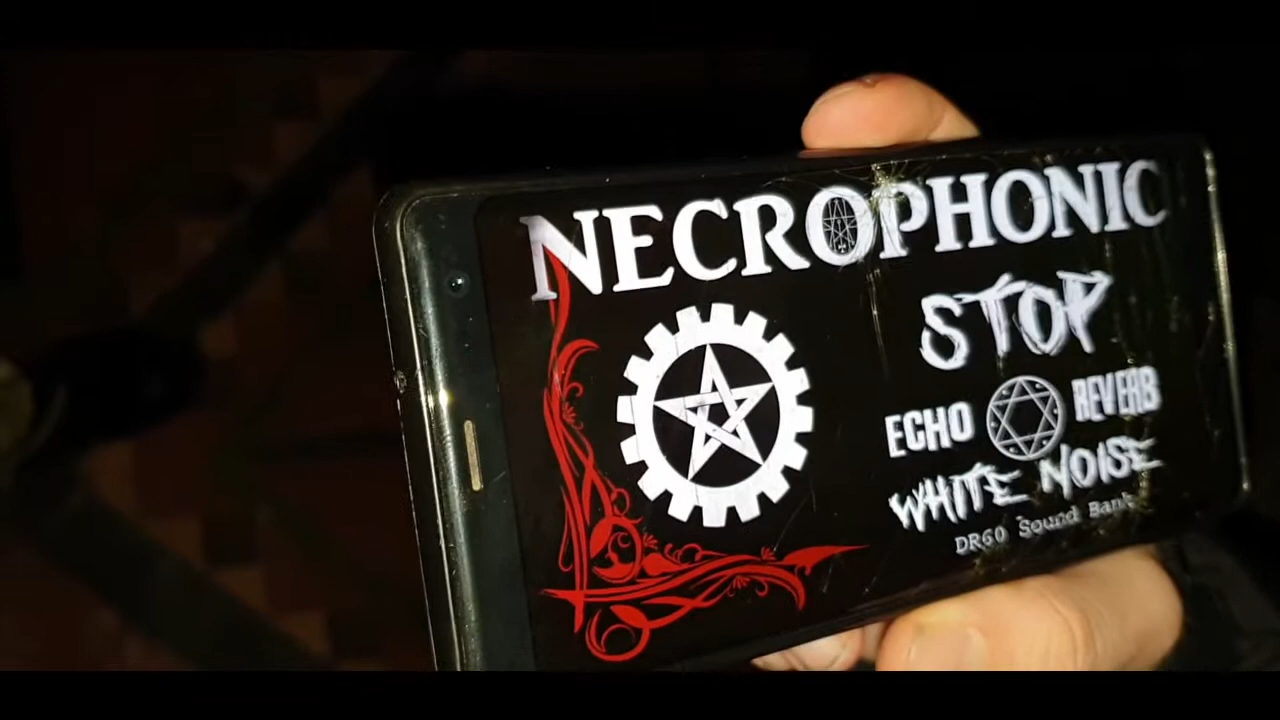 NECROPHONIC
STOP
ECHO REVERB
WHITE NOISE
DR60 Sound Bank